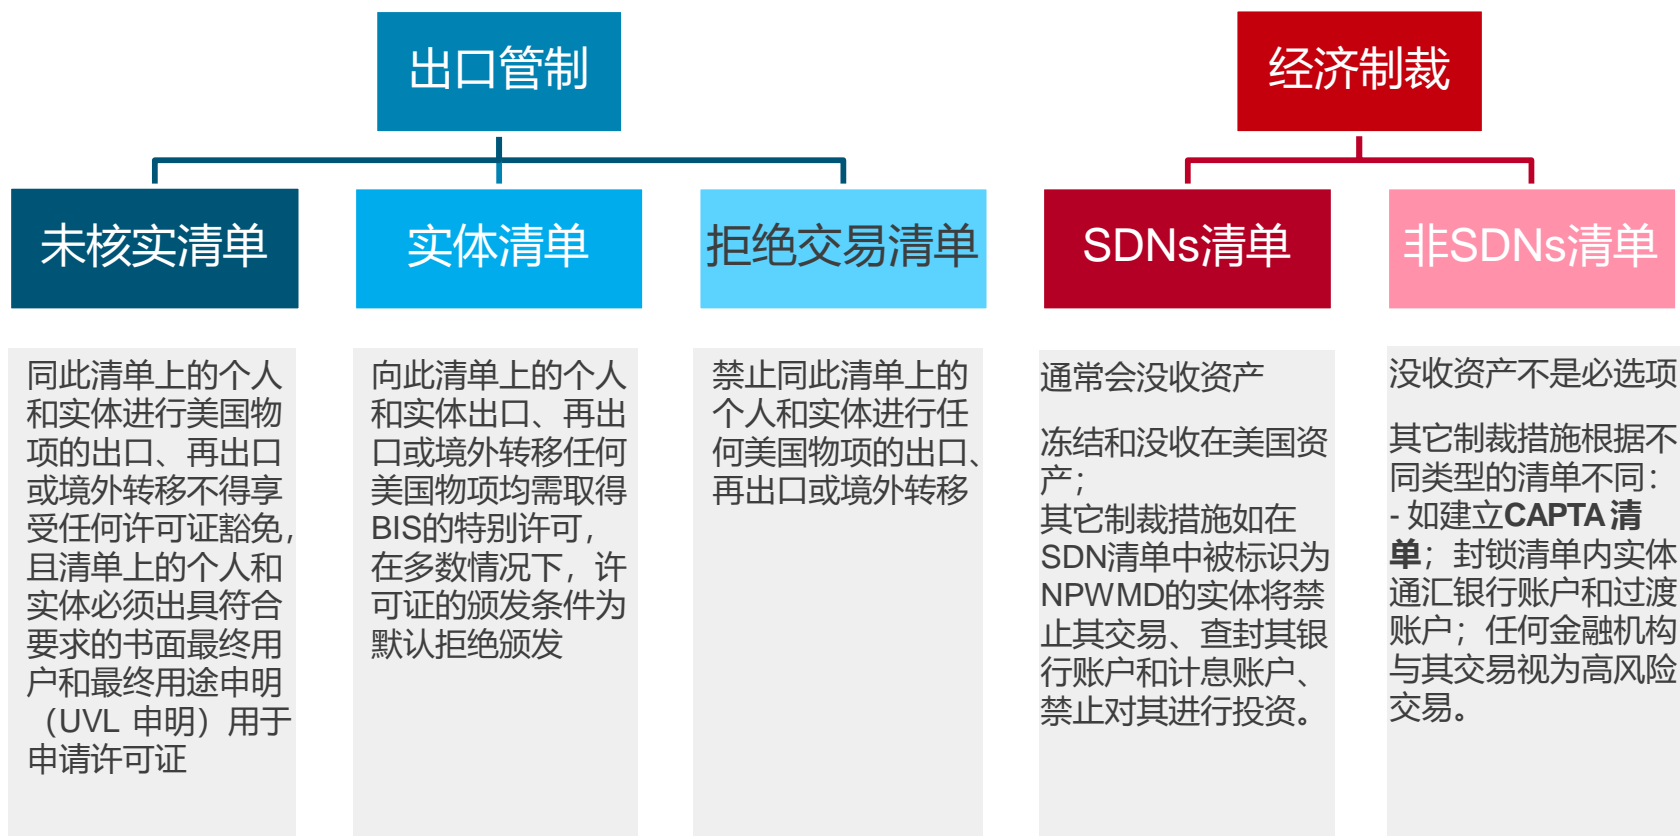 出口管制
经济制裁
未核实清单
实体清单
拒绝交易清单
SDNs清单
非SDNs清单
同此清单上的个人
和实体进行美国物
项的出口、再出口
或境外转移不得享
受任何许可证豁免，
且清单上的个人和
实体必须出具符合
要求的书面最终用
户和最终用途申明
（UVL 申明）用于
申请许可证
向此清单上的个人
和实体出口、再出
口或境外转移任何
美国物项均需取得
BIS的特别许可，
在多数情况下，许
可证的颁发条件为
默认拒绝颁发
禁止同此清单上的
个人和实体进行任
何美国物项的出口、
再出口或境外转移
通常会没收资产
冻结和没收在美国资
产；
其它制裁措施如在
SDN清单中被标识为
NPWMD的实体将禁
止其交易、查封其银
行账户和计息账户、
禁止对其进行投资。
没收资产不是必选项
其它制裁措施根据不
同类型的清单不同：
- 如建立CAPTA 清
单；封锁清单内实体
通汇银行账户和过渡
账户；任何金融机构
与其交易视为高风险
交易。